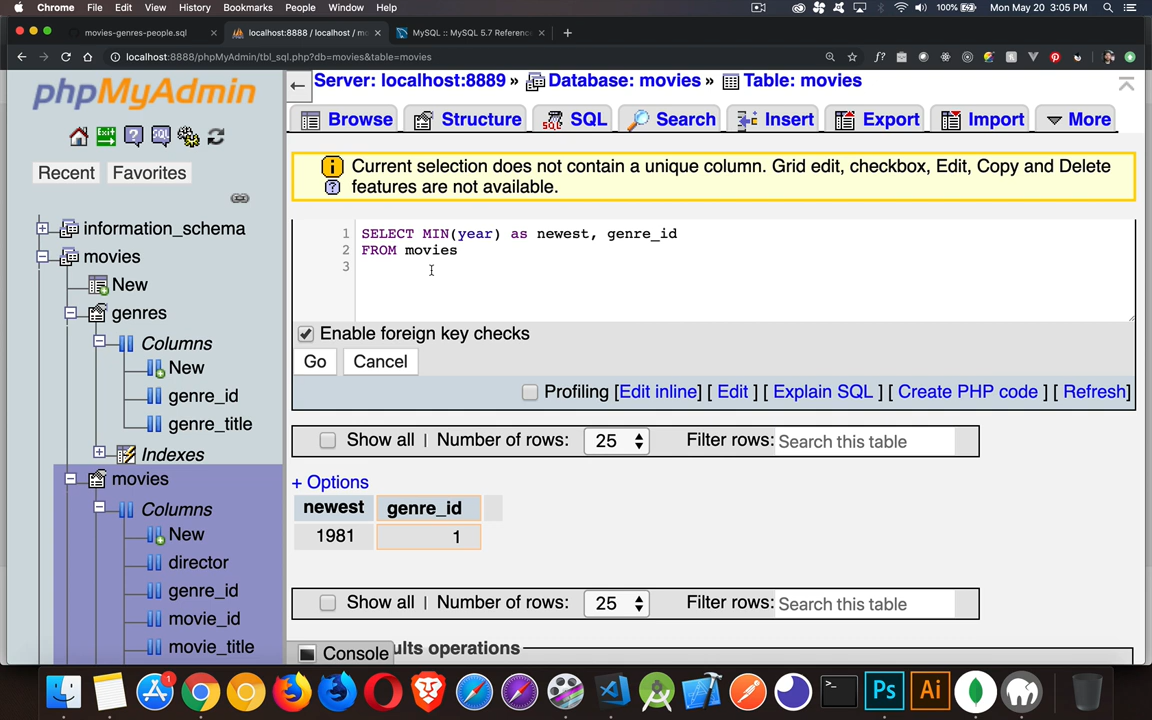 Chrome File Edit View History Bookmarks People Window Help 100% Mon May 20 3:05 PM
movies-genres-people.sql × localhost:8888 / localhost / m × MySQL :: MySQL 5.7 Referenc × +
localhost:8888/phpMyAdmin/tbl_sql.php?db=movies&table=movies
phpMyAdmin
Recent Favorites
information_schema
movies
New
genres
Columns
New
genre_id
genre_title
Indexes
movies
Columns
New
director
genre_id
movie_id
movie_title
Server: localhost:8889 » Database: movies » Table: movies
Browse Structure SQL Search Insert Export Import More
Current selection does not contain a unique column. Grid edit, checkbox, Edit, Copy and Delete
features are not available.
1 SELECT MIN(year) as newest, genre_id
2 FROM movies
3
Enable foreign key checks
Go Cancel
Profiling [Edit inline] [ Edit ] [ Explain SQL ] [ Create PHP code ] [ Refresh]
Show all | Number of rows: 25 Filter rows: Search this table
+ Options
newest genre_id
1981 1
Show all | Number of rows: 25 Filter rows: Search this table
Console ults operations
1
Ps Ai